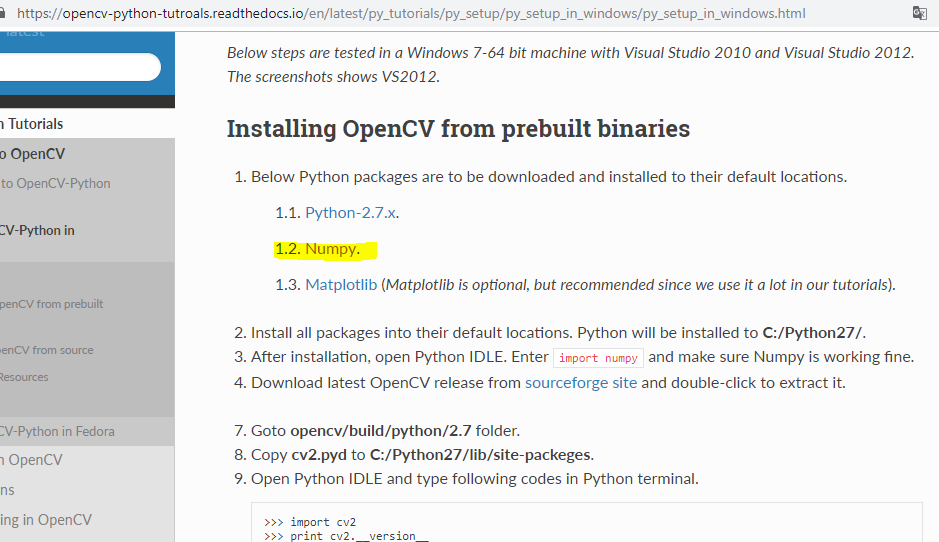 https://opencv-python-tutroals.readthedocs.io/en/latest/py_tutorials/py_setup/py_setup_in_windows/py_setup_in_windows.html
latest
Below steps are tested in a Windows 7-64 bit machine with Visual Studio 2010 and Visual Studio 2012.
The screenshots shows VS2012.
n Tutorials
o OpenCV
to OpenCV-Python
CV-Python in
penCV from prebuilt
enCV from source
Resources
CV-Python in Fedora
n OpenCV
ns
ing in OpenCV
Installing OpenCV from prebuilt binaries
1. Below Python packages are to be downloaded and installed to their default locations.
1.1. Python-2.7.x.
1.2. Numpy.
1.3. Matplotlib (Matplotlib is optional, but recommended since we use it a lot in our tutorials).
2. Install all packages into their default locations. Python will be installed to C:/Python27/.
3. After installation, open Python IDLE. Enter import numpy and make sure Numpy is working fine.
4. Download latest OpenCV release from sourceforge site and double-click to extract it.
7. Goto opencv/build/python/2.7 folder.
8. Copy cv2.pyd to C:/Python27/lib/site-packeges.
9. Open Python IDLE and type following codes in Python terminal.
>>> import cv2
>>> print cv2.__version__